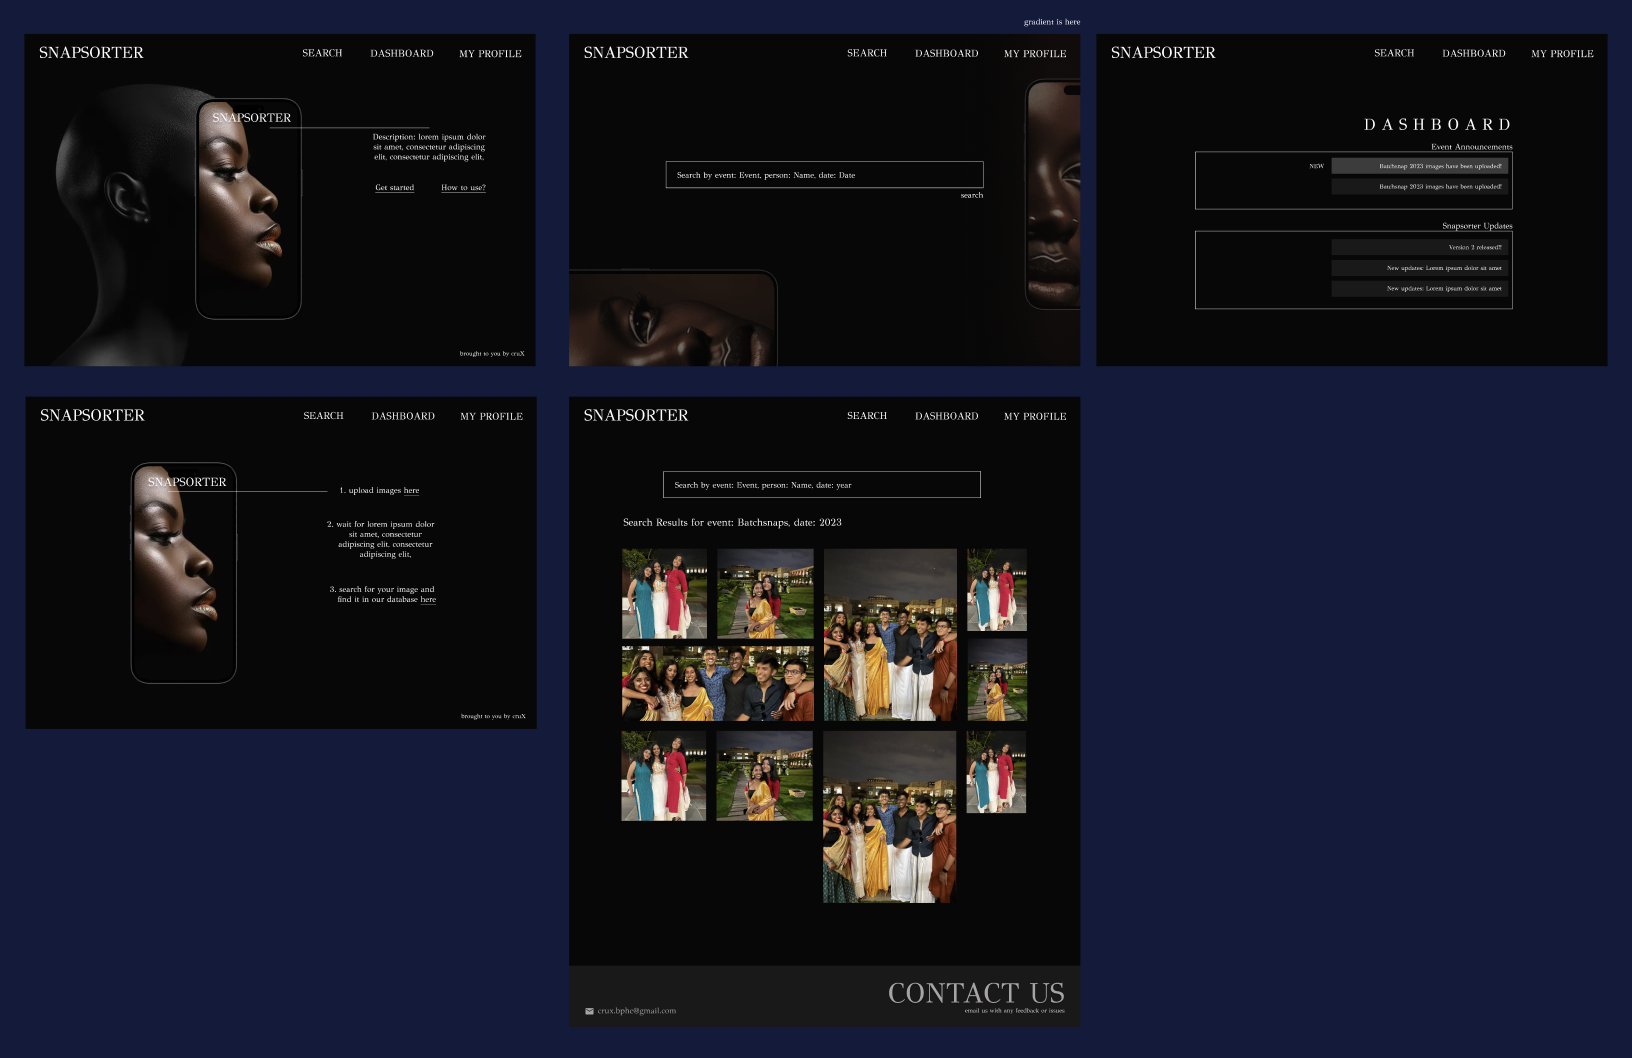 gradient is here
SNAPSORTER
SEARCH DASHBOARD MY PROFILE
SNAPSORTER
Description: lorem ipsum dolor
sit amet, consectetur adipiscing
elit, consectetur adipiscing elit,
Get started How to use?
brought to you by cruX
SNAPSORTER
SEARCH DASHBOARD MY PROFILE
Search by event: Event, person: Name, date: Date
search
SNAPSORTER
SEARCH DASHBOARD MY PROFILE
DASHBOARD
Event Announcements
NEW Batchsnap 2023 images have been uploaded!
Batchsnap 2023 images have been uploaded!
Snapsorter Updates
Version 2 released!!
New updates: Lorem ipsum dolor sit amet
New updates: Lorem ipsum dolor sit amet
SNAPSORTER
SEARCH DASHBOARD MY PROFILE
SNAPSORTER
1. upload images here
2. wait for lorem ipsum dolor
sit amet, consectetur
adipiscing elit, consectetur
adipiscing elit,
3. search for your image and
find it in our database here
brought to you by cruX
SNAPSORTER
SEARCH DASHBOARD MY PROFILE
Search by event: Event, person: Name, date: year
Search Results for event: Batchsnaps, date: 2023
CONTACT US
crux.bphc@gmail.com
email us with any feedback or issues